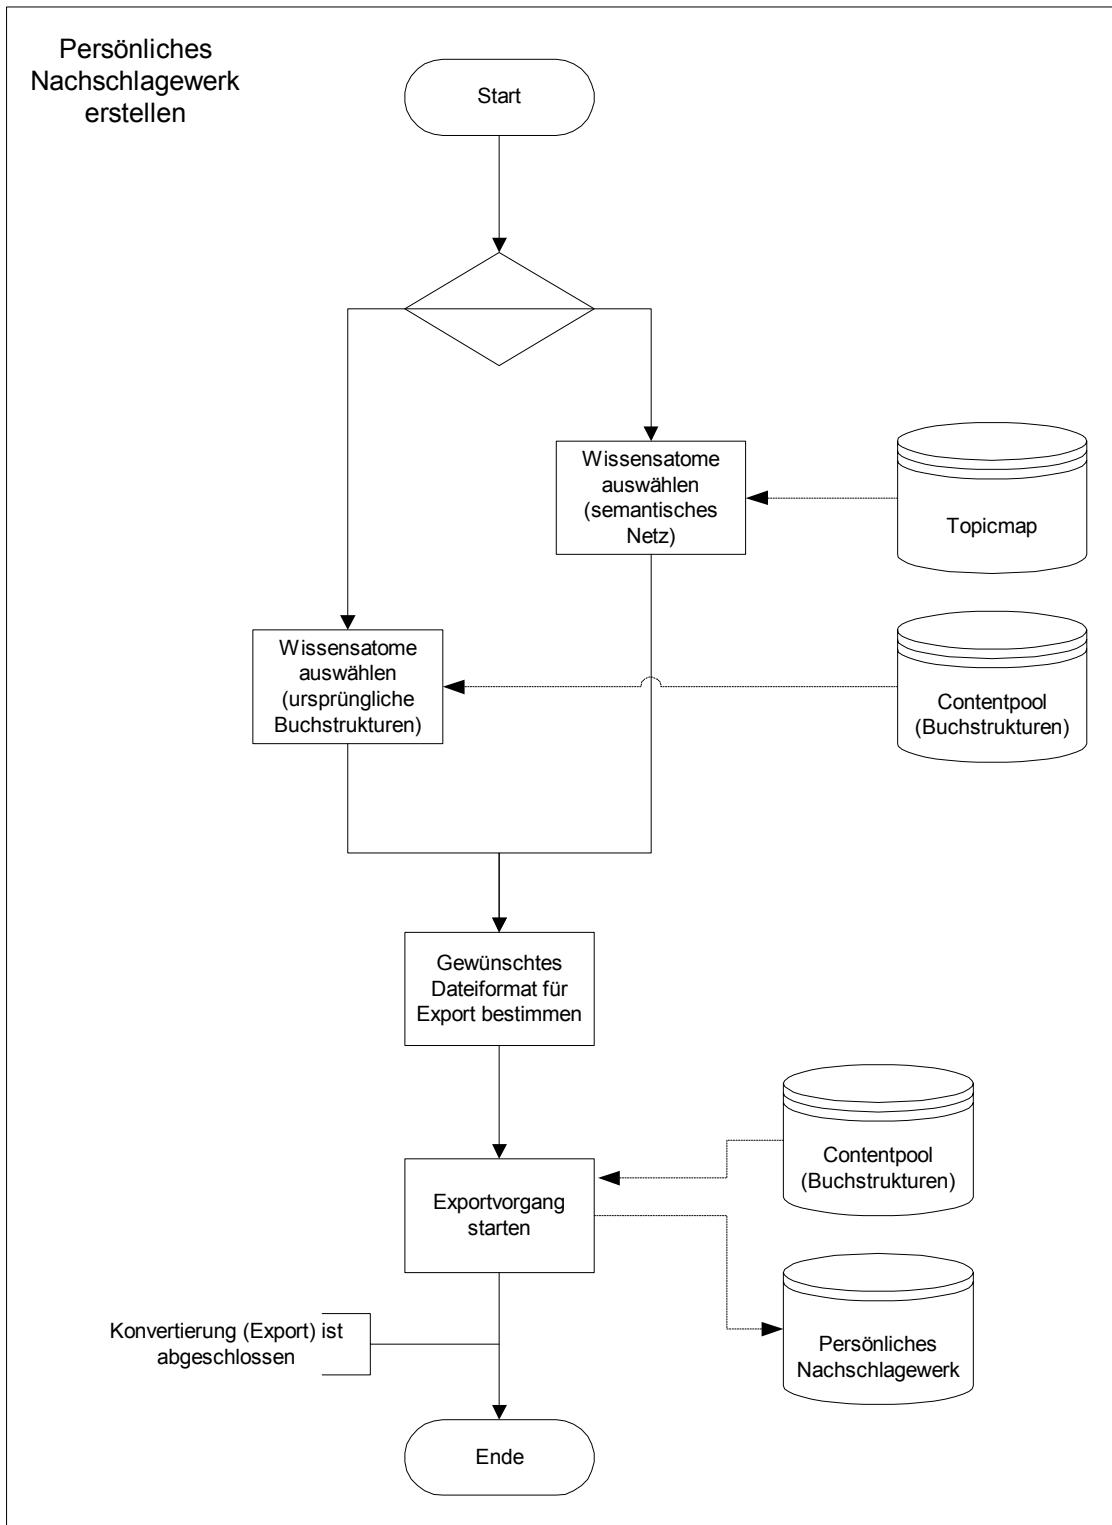 Persönliches
Nachschlagewerk
erstellen
Start
Wissensatome
auswählen
(semantisches
Netz)
Topicmap
Wissensatome
auswählen
(ursprüngliche
Buchstrukturen)
Contentpool
(Buchstrukturen)
Gewünschtes
Dateiformat für
Export bestimmen
Contentpool
(Buchstrukturen)
Exportvorgang
starten
Konvertierung (Export) ist
abgeschlossen
Persönliches
Nachschlagewerk
Ende